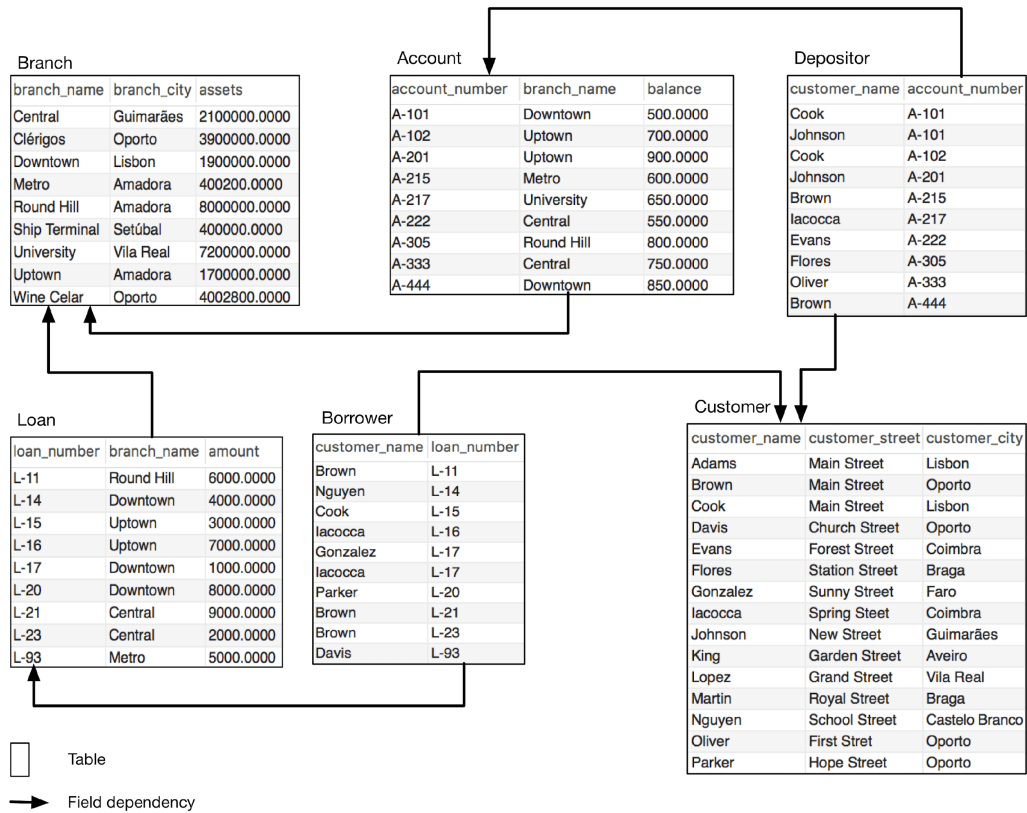 Branch
branch_name branch_city assets
Central Guimarães 2100000.0000
Clérigos Oporto 3900000.0000
Downtown Lisbon 1900000.0000
Metro Amadora 400200.0000
Round Hill Amadora 8000000.0000
Ship Terminal Setúbal 400000.0000
University Vila Real 7200000.0000
Uptown Amadora 1700000.0000
Wine Celar Oporto 4002800.0000
Account
account_number branch_name balance
A-101 Downtown 500.0000
A-102 Uptown 700.0000
A-201 Uptown 900.0000
A-215 Metro 600.0000
A-217 University 650.0000
A-222 Central 550.0000
A-305 Round Hill 800.0000
A-333 Central 750.0000
A-444 Downtown 850.0000
Depositor
customer_name account_number
Cook A-101
Johnson A-101
Cook A-102
Johnson A-201
Brown A-215
Iacocca A-217
Evans A-222
Flores A-305
Oliver A-333
Brown A-444
Loan
loan_number branch_name amount
L-11 Round Hill 6000.0000
L-14 Downtown 4000.0000
L-15 Uptown 3000.0000
L-16 Uptown 7000.0000
L-17 Downtown 1000.0000
L-20 Downtown 8000.0000
L-21 Central 9000.0000
L-23 Central 2000.0000
L-93 Metro 5000.0000
Borrower
customer_name loan_number
Brown L-11
Nguyen L-14
Cook L-15
Iacocca L-16
Gonzalez L-17
Iacocca L-17
Parker L-20
Brown L-21
Brown L-23
Davis L-93
Customer
customer_name customer_street customer_city
Adams Main Street Lisbon
Brown Main Street Oporto
Cook Main Street Lisbon
Davis Church Street Oporto
Evans Forest Street Coimbra
Flores Station Street Braga
Gonzalez Sunny Street Faro
Iacocca Spring Steet Coimbra
Johnson New Street Guimarães
King Garden Street Aveiro
Lopez Grand Street Vila Real
Martin Royal Street Braga
Nguyen School Street Castelo Branco
Oliver First Stret Oporto
Parker Hope Street Oporto
Table
Field dependency